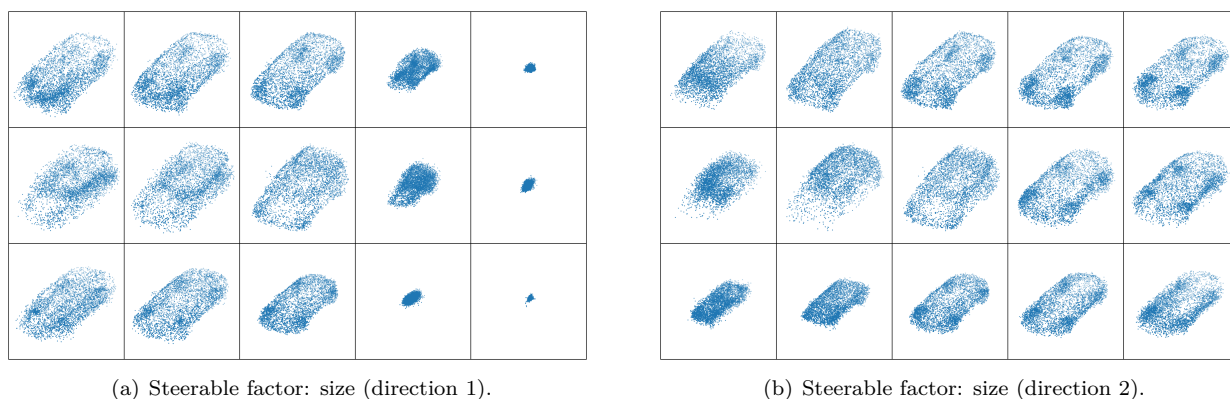 (a) Steerable factor: size (direction 1).
(b) Steerable factor: size (direction 2).